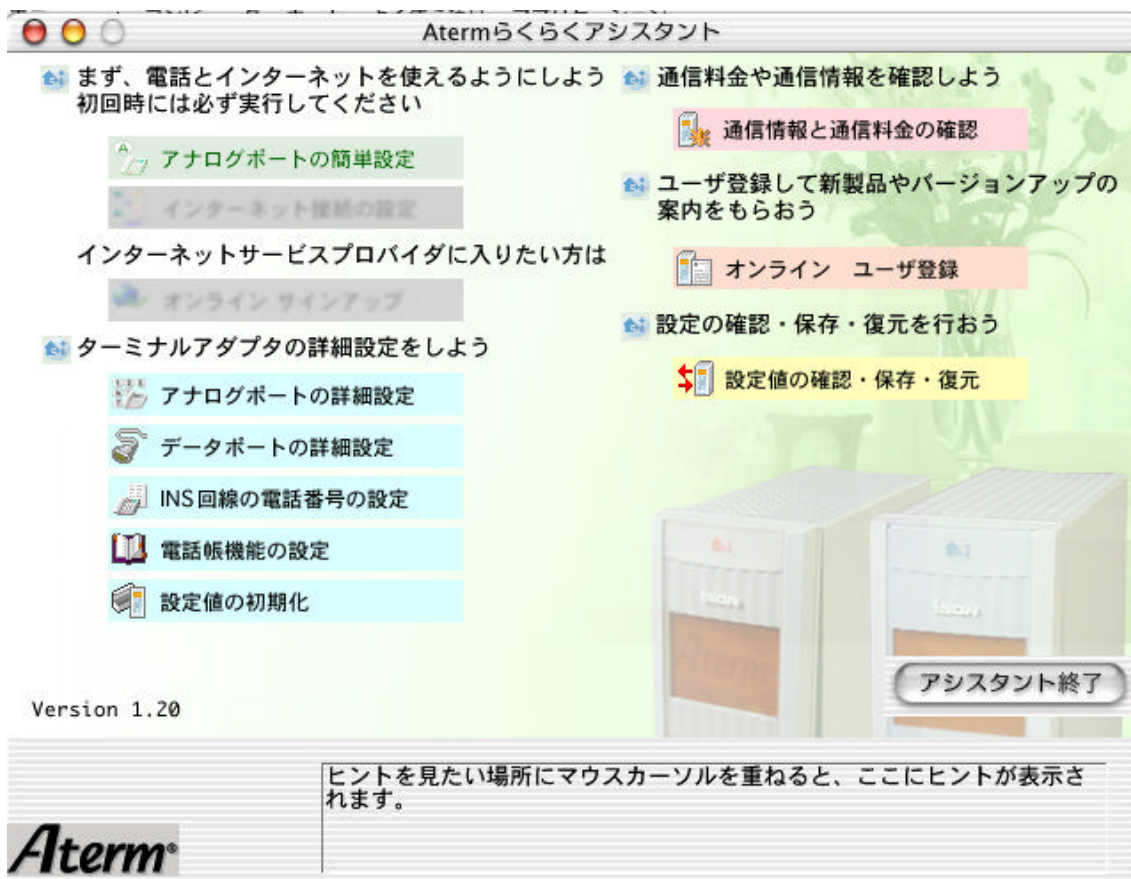 Atermらくらくアシスタント
まず、電話とインターネットを使えるようにしよう
初回時には必ず実行してください
アナログポートの簡単設定
インターネット接続の設定
インターネットサービスプロバイダに入りたい方は
オンライン サインアップ
ターミナルアダプタの詳細設定をしよう
アナログポートの詳細設定
データポートの詳細設定
INS回線の電話番号の設定
電話帳機能の設定
設定値の初期化
Version 1.20
通信料金や通信情報を確認しよう
通信情報と通信料金の確認
ユーザ登録して新製品やバージョンアップの
案内をもらおう
オンライン ユーザ登録
設定の確認・保存・復元を行おう
設定値の確認・保存・復元
Aterm
アシスタント終了
ヒントを見たい場所にマウスカーソルを重ねると、ここにヒントが表示さ
れます。
Aterm®